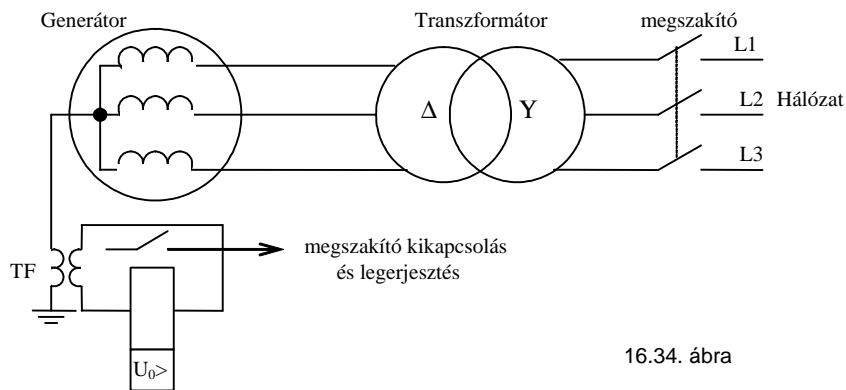 Generátor
Transzformátor
megszakító
L1
L2 Hálózat
L3
Δ
Y
TF
megszakító kikapcsolás
és legerjesztés
U₀>
16.34. ábra